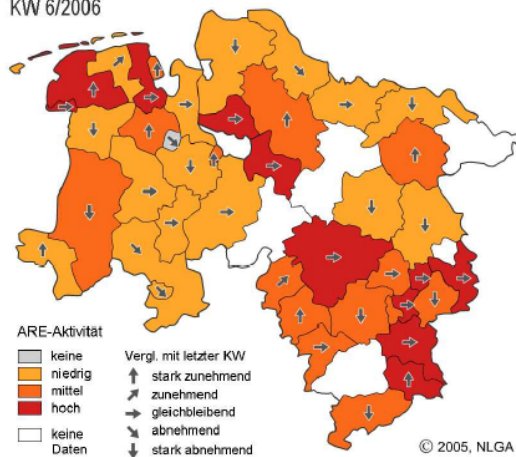 KW 6/2006
ARE-Aktivität
keine
niedrig
mittel
hoch
keine
Daten
Vergl. mit letzter KW
stark zunehmend
zunehmend
gleichbleibend
abnehmend
stark abnehmend
© 2005, NLGA